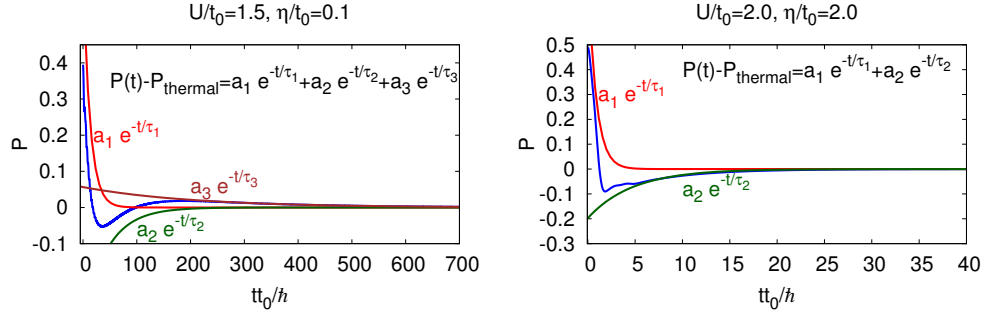 U/t₀=1.5, η/t₀=0.1
P(t)-P_thermal=a₁ e^-t/τ₁+a₂ e^-t/τ₂+a₃ e^-t/τ₃
a₁ e^-t/τ₁
a₃ e^-t/τ₃
a₂ e^-t/τ₂
P
0.4
0.3
0.2
0.1
0
-0.1
0 100 200 300 400 500 600 700
tt₀/ℏ
U/t₀=2.0, η/t₀=2.0
P(t)-P_thermal=a₁ e^-t/τ₁+a₂ e^-t/τ₂
a₁ e^-t/τ₁
a₂ e^-t/τ₂
P
0.5
0.4
0.3
0.2
0.1
0
-0.1
-0.2
-0.3
0 5 10 15 20 25 30 35 40
tt₀/ℏ